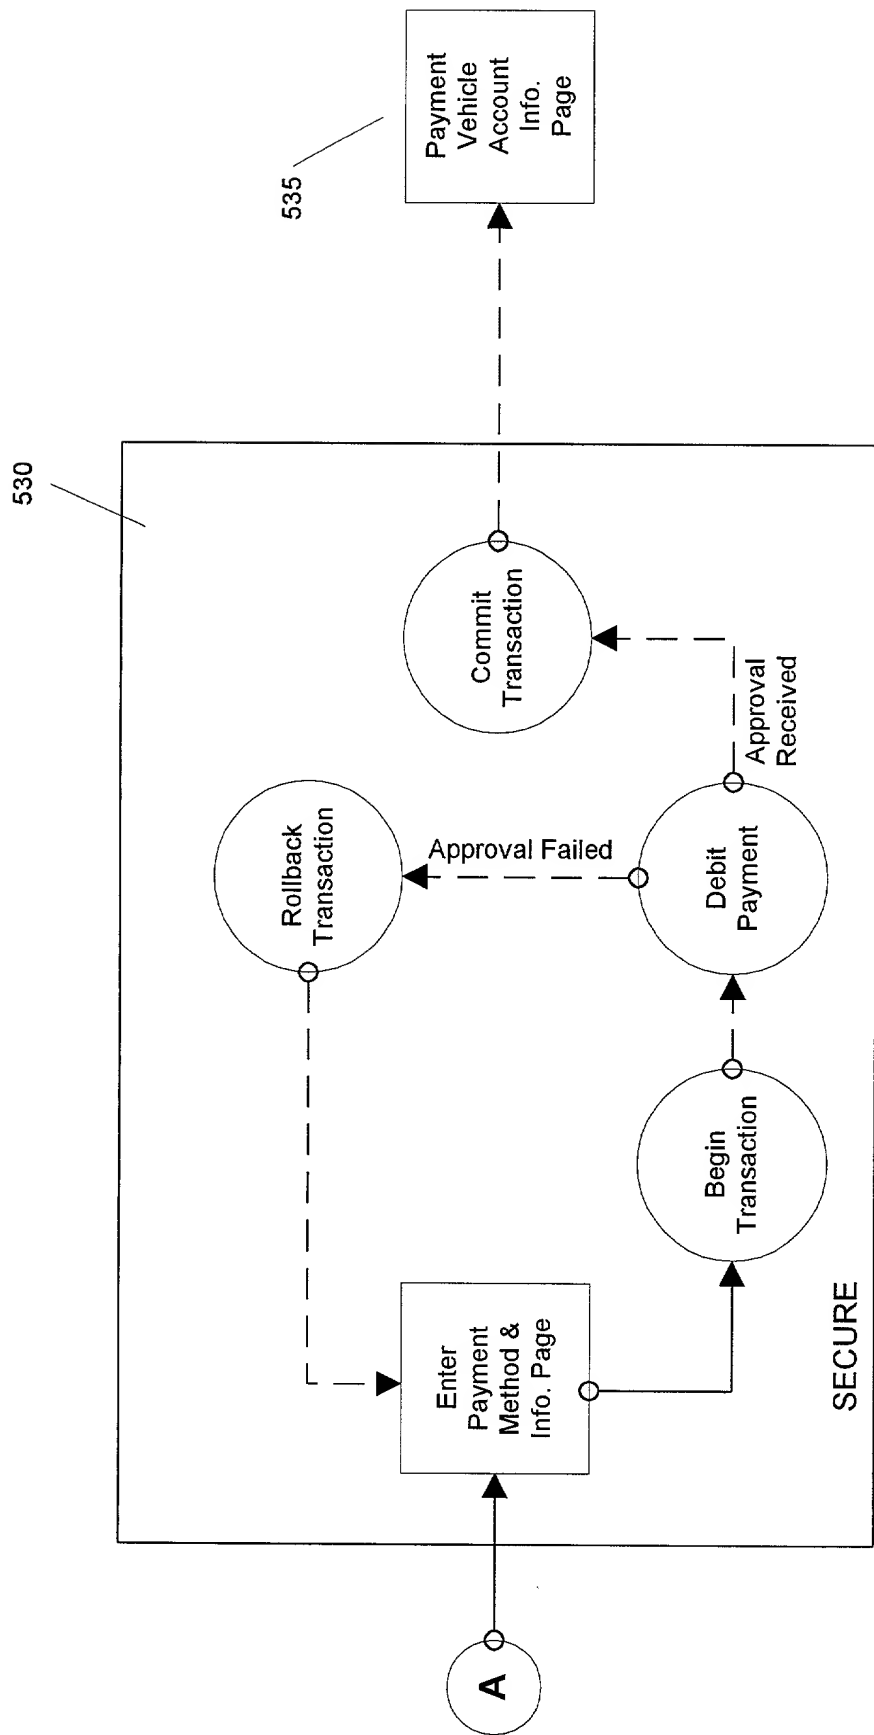 530
535
Payment
Vehicle
Account
Info.
Page
Rollback
Transaction
Commit
Transaction
Approval Failed
Approval
Received
A
Enter
Payment
Method &
Info. Page
Begin
Transaction
Debit
Payment
SECURE